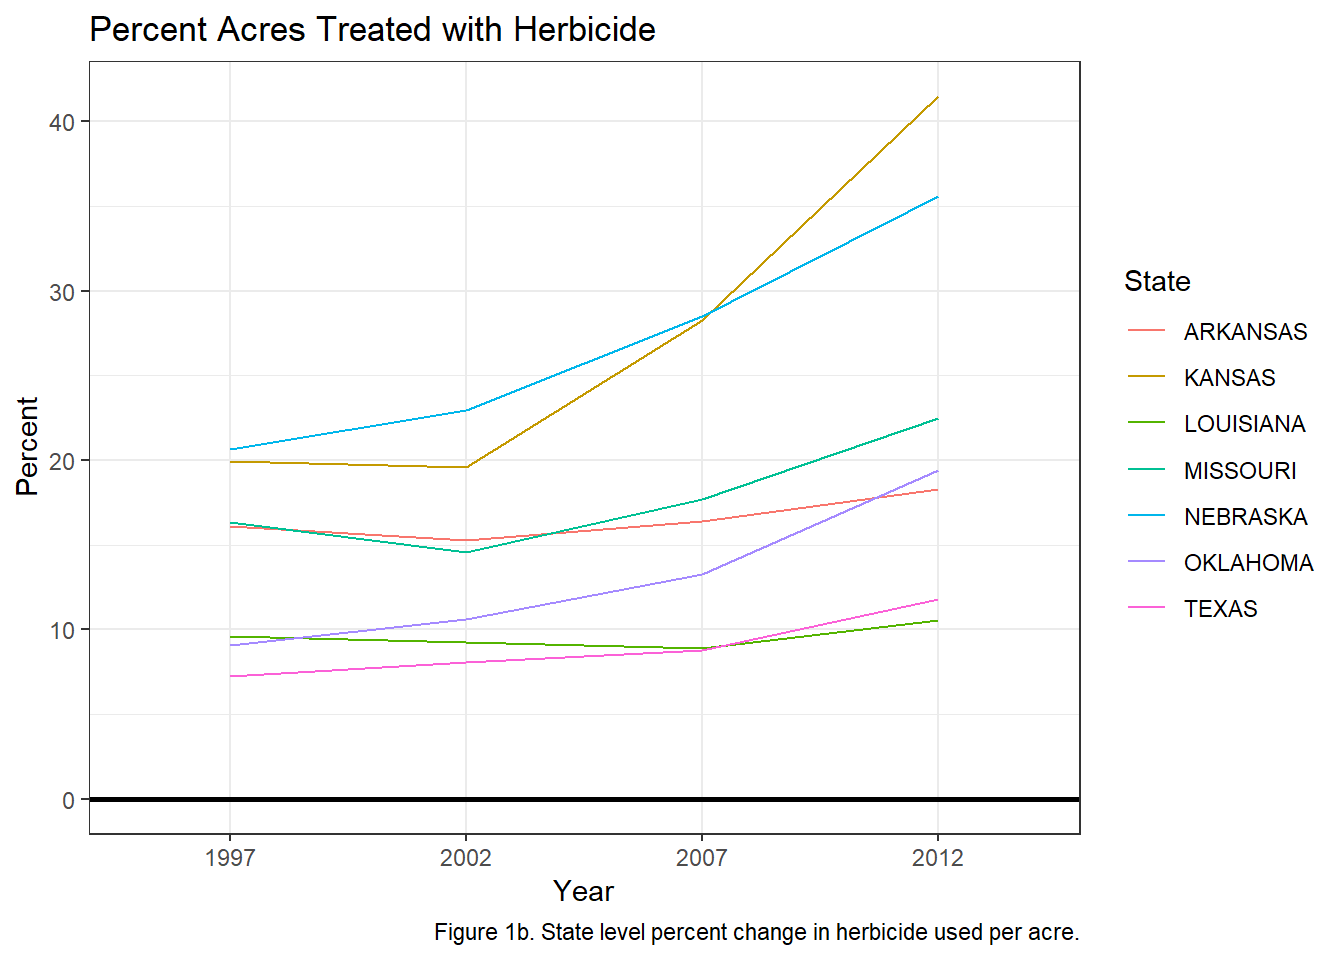 Percent Acres Treated with Herbicide
40
30
20
10
0
Percent
1997 2002 2007 2012
Year
State
ARKANSAS
KANSAS
LOUISIANA
MISSOURI
NEBRASKA
OKLAHOMA
TEXAS
Figure 1b. State level percent change in herbicide used per acre.